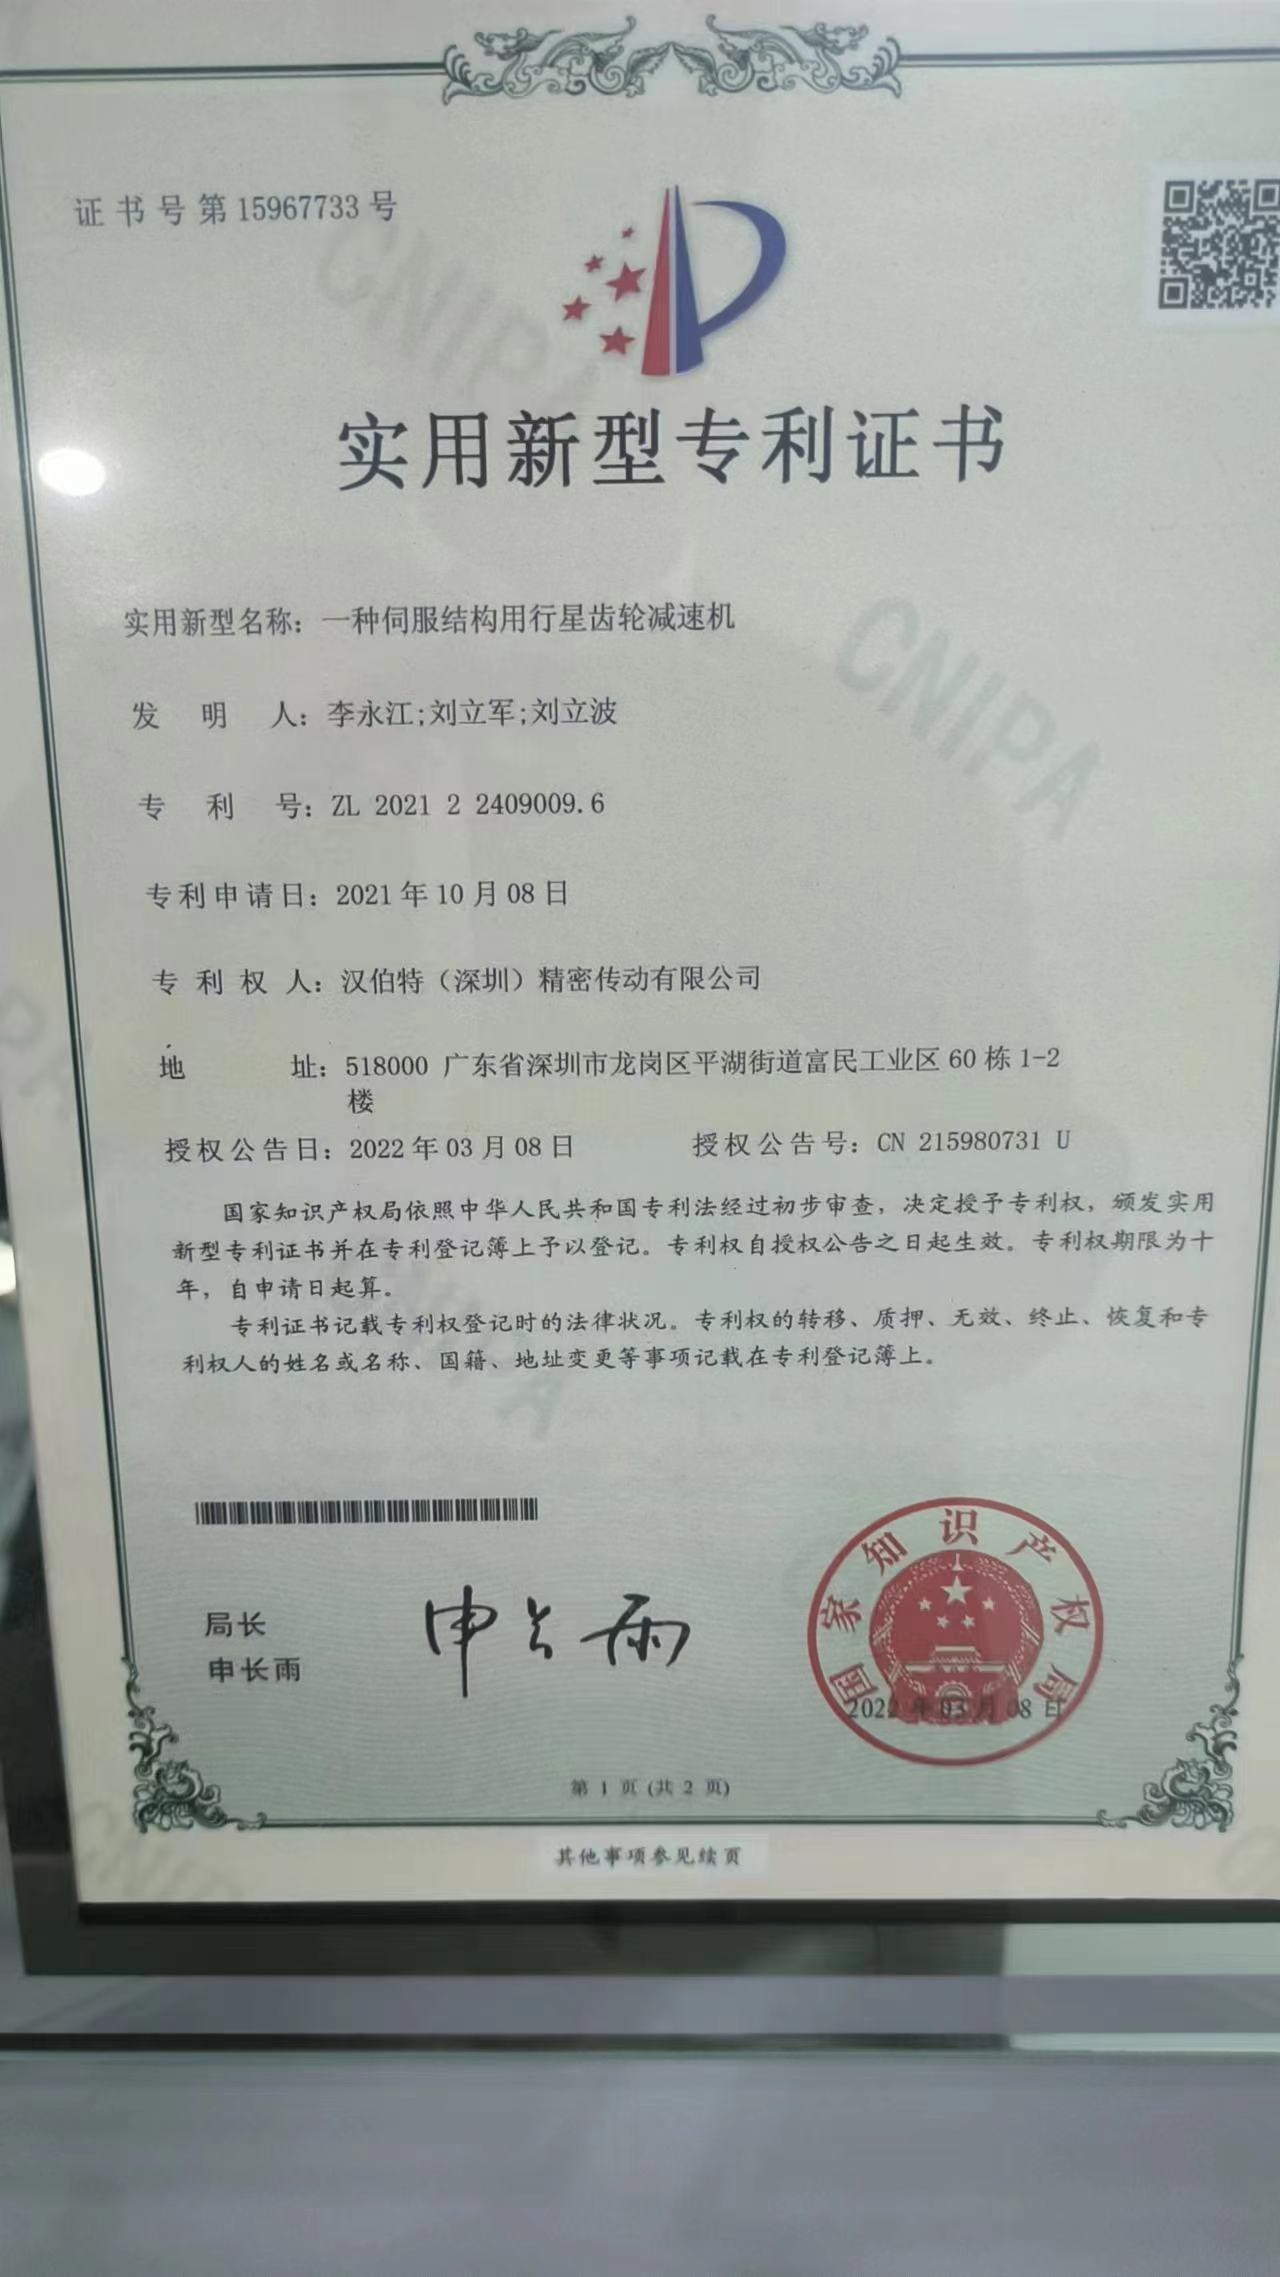 证书号第15967733号
CNIPA
实用新型专利证书
实用新型名称：一种伺服结构用行星齿轮减速机
CNIPA
发明人：李永江;刘立军;刘立波
专利号：ZL 2021 2 2409009.6
专利申请日：2021年10月08日
专利权人：汉伯特（深圳）精密传动有限公司
地址：518000 广东省深圳市龙岗区平湖街道富民工业区60栋1-2
楼
授权公告日：2022年03月08日 授权公告号：CN 215980731 U
国家知识产权局依照中华人民共和国专利法经过初步审查，决定授予专利权，颁发实用
新型专利证书并在专利登记簿上予以登记。专利权自授权公告之日起生效。专利权期限为十
年，自申请日起算。
专利证书记载专利权登记时的法律状况。专利权的转移、质押、无效、终止、恢复和专
利权人的姓名或名称、国籍、地址变更等事项记载在专利登记簿上。
局长
申长雨
申长雨
国家知识产权局
2022年03月08日
第 1 页 (共 2 页)
其他事项参见续页